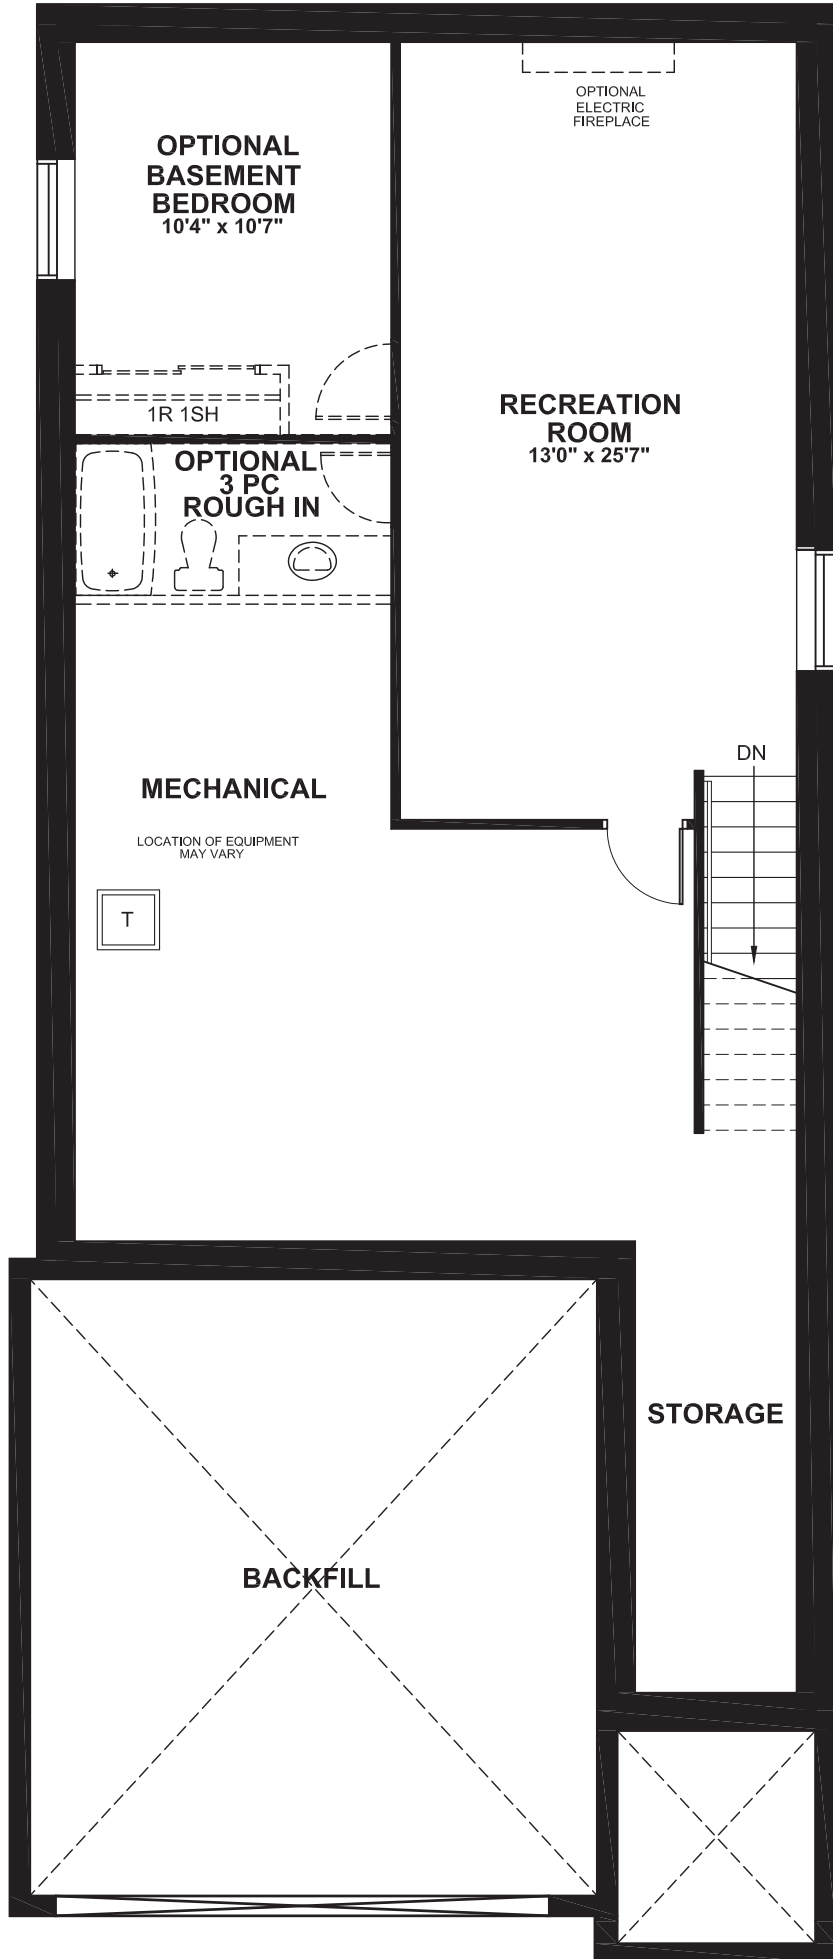 OPTIONAL
ELECTRIC
FIREPLACE
OPTIONAL
BASEMENT
BEDROOM
10'4" x 10'7"
1R 1SH
RECREATION
ROOM
13'0" x 25'7"
OPTIONAL
3 PC
ROUGH IN
DN
MECHANICAL
LOCATION OF EQUIPMENT
MAY VARY
T
STORAGE
BACKFILL